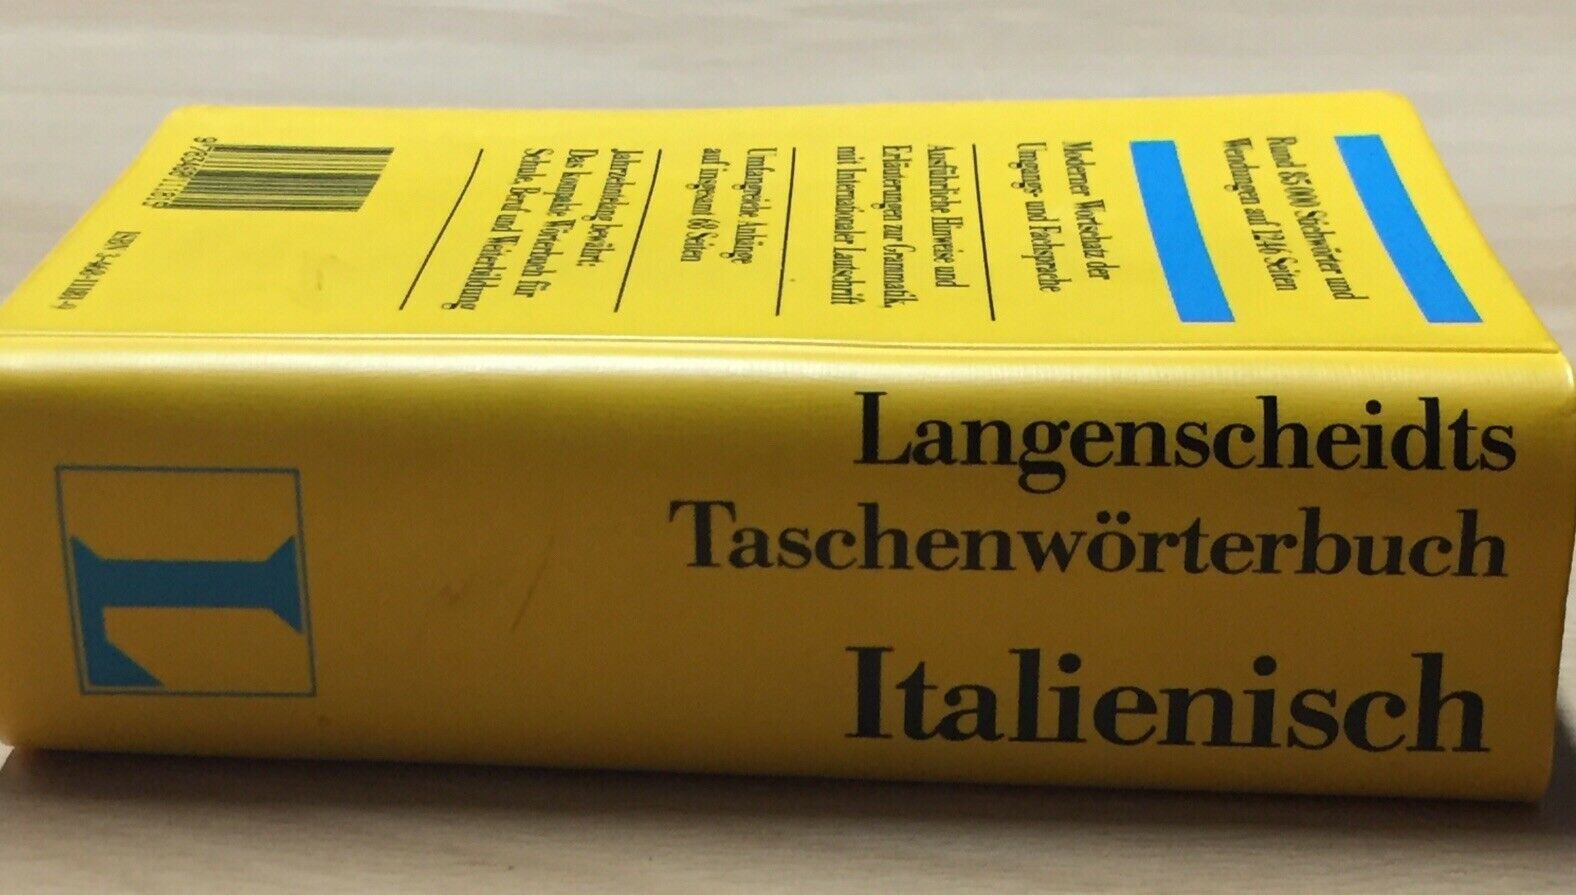 Langenscheidts
Taschenwörterbuch
Italienisch
L
Rund 85 000 Stichwörter und
Wendungen auf 1246 Seiten
Moderner Wortschatz der
Umgangs- und Fachsprache
Ausführliche Hinweise und
Erläuterungen zur Grammatik,
mit Internationaler Lautschrift
Umfangreiche Anhänge
auf insgesamt 66 Seiten
Jahrzehntelang bewährt:
Das kompakte Wörterbuch für
Schule, Beruf und Weiterbildung
ISBN